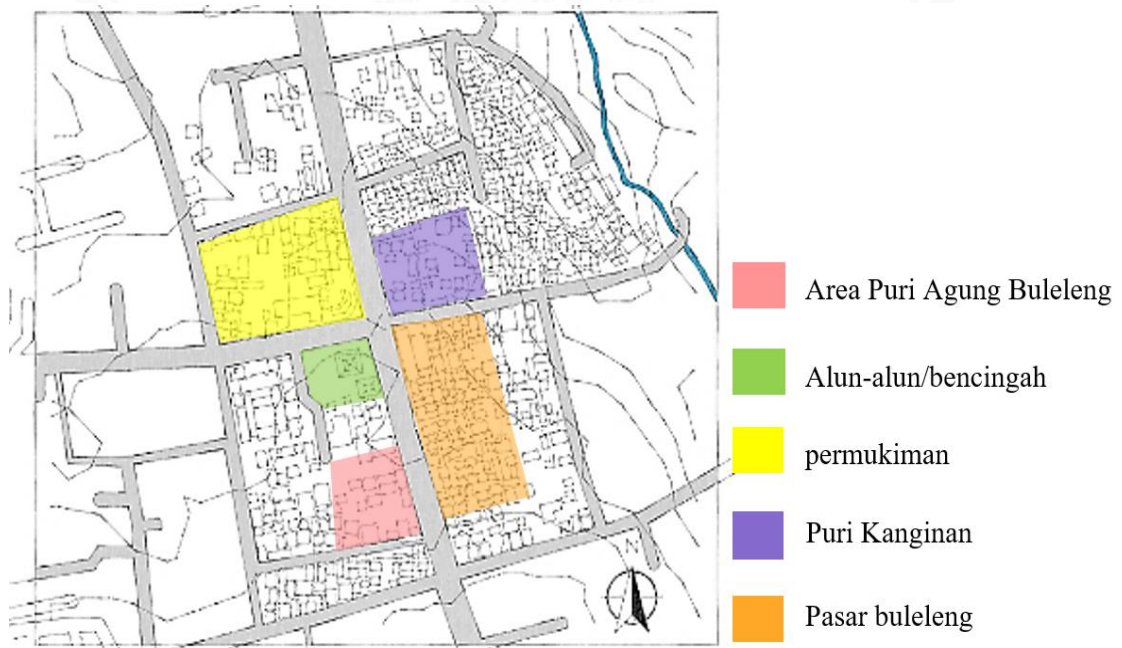 Area Puri Agung Buleleng
Alun-alun/bencingah
permukiman
Puri Kanginan
Pasar buleleng
N